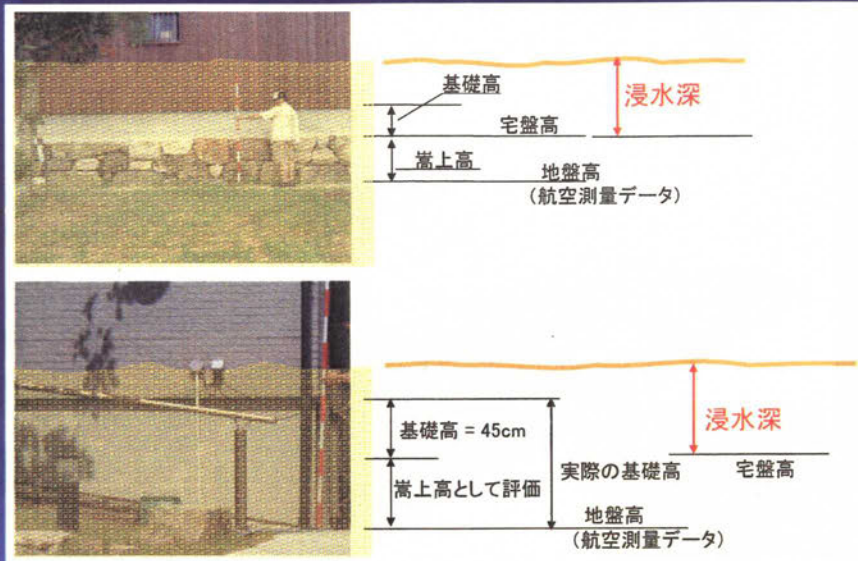 基礎高
浸水深
宅盤高
嵩上高
地盤高
(航空測量データ)
浸水深
基礎高 = 45cm
実際の基礎高
宅盤高
嵩上高として評価
地盤高
(航空測量データ)